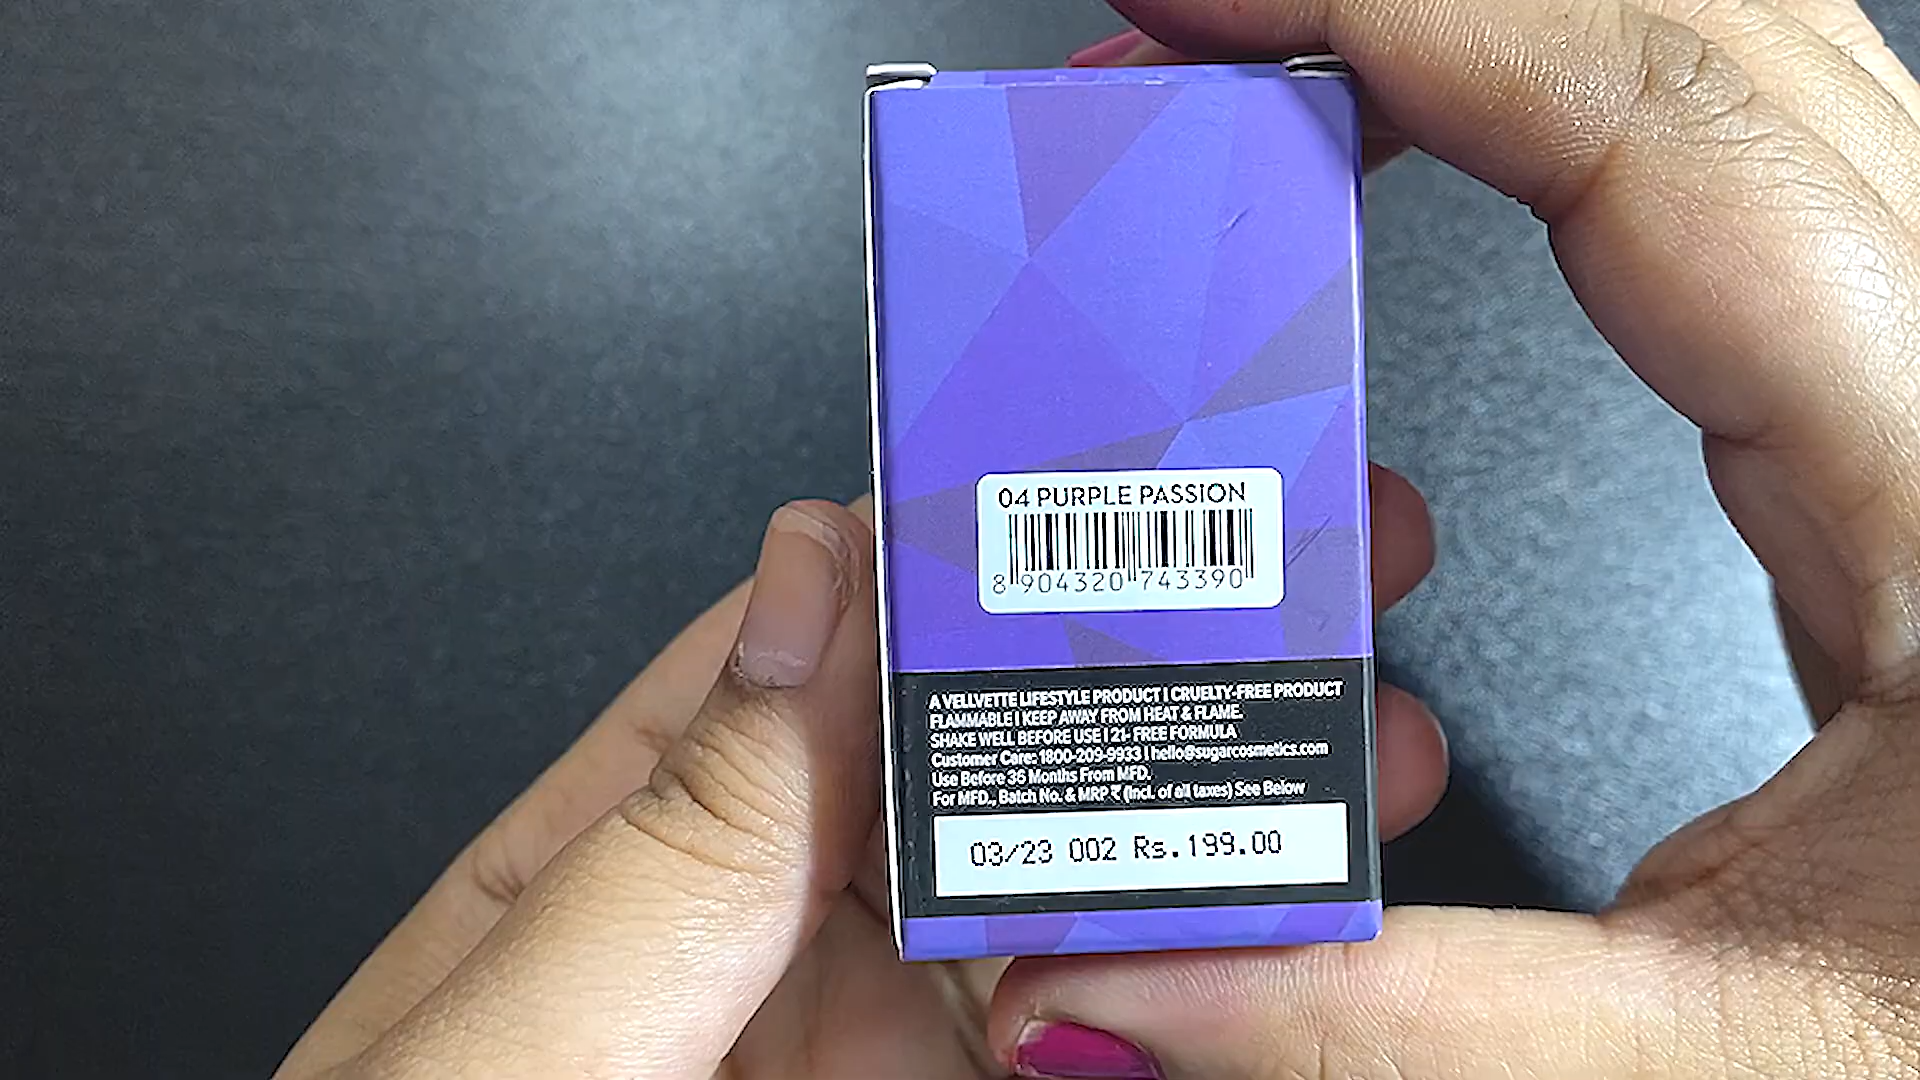 04 PURPLE PASSION
8 904320 743390
A VELLVETTE LIFESTYLE PRODUCT | CRUELTY-FREE PRODUCT
FLAMMABLE | KEEP AWAY FROM HEAT & FLAME.
SHAKE WELL BEFORE USE | 21- FREE FORMULA
Customer Care: 1800-209-9933 | hello@sugarcosmetics.com
Use Before 36 Months From MFD.
For MFD., Batch No. & MRP ₹ (Incl. of all taxes) See Below
03/23 002 Rs.199.00